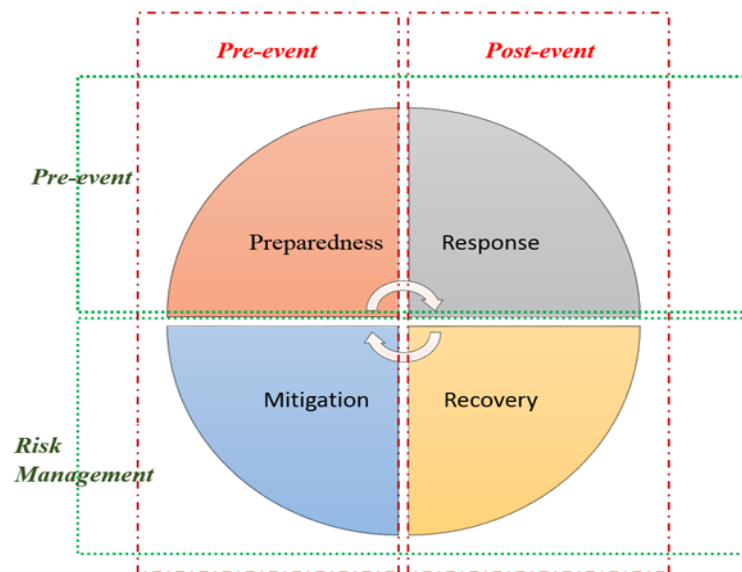 Pre-event
Post-event
Pre-event
Preparedness
Response
Mitigation
Recovery
Risk
Management